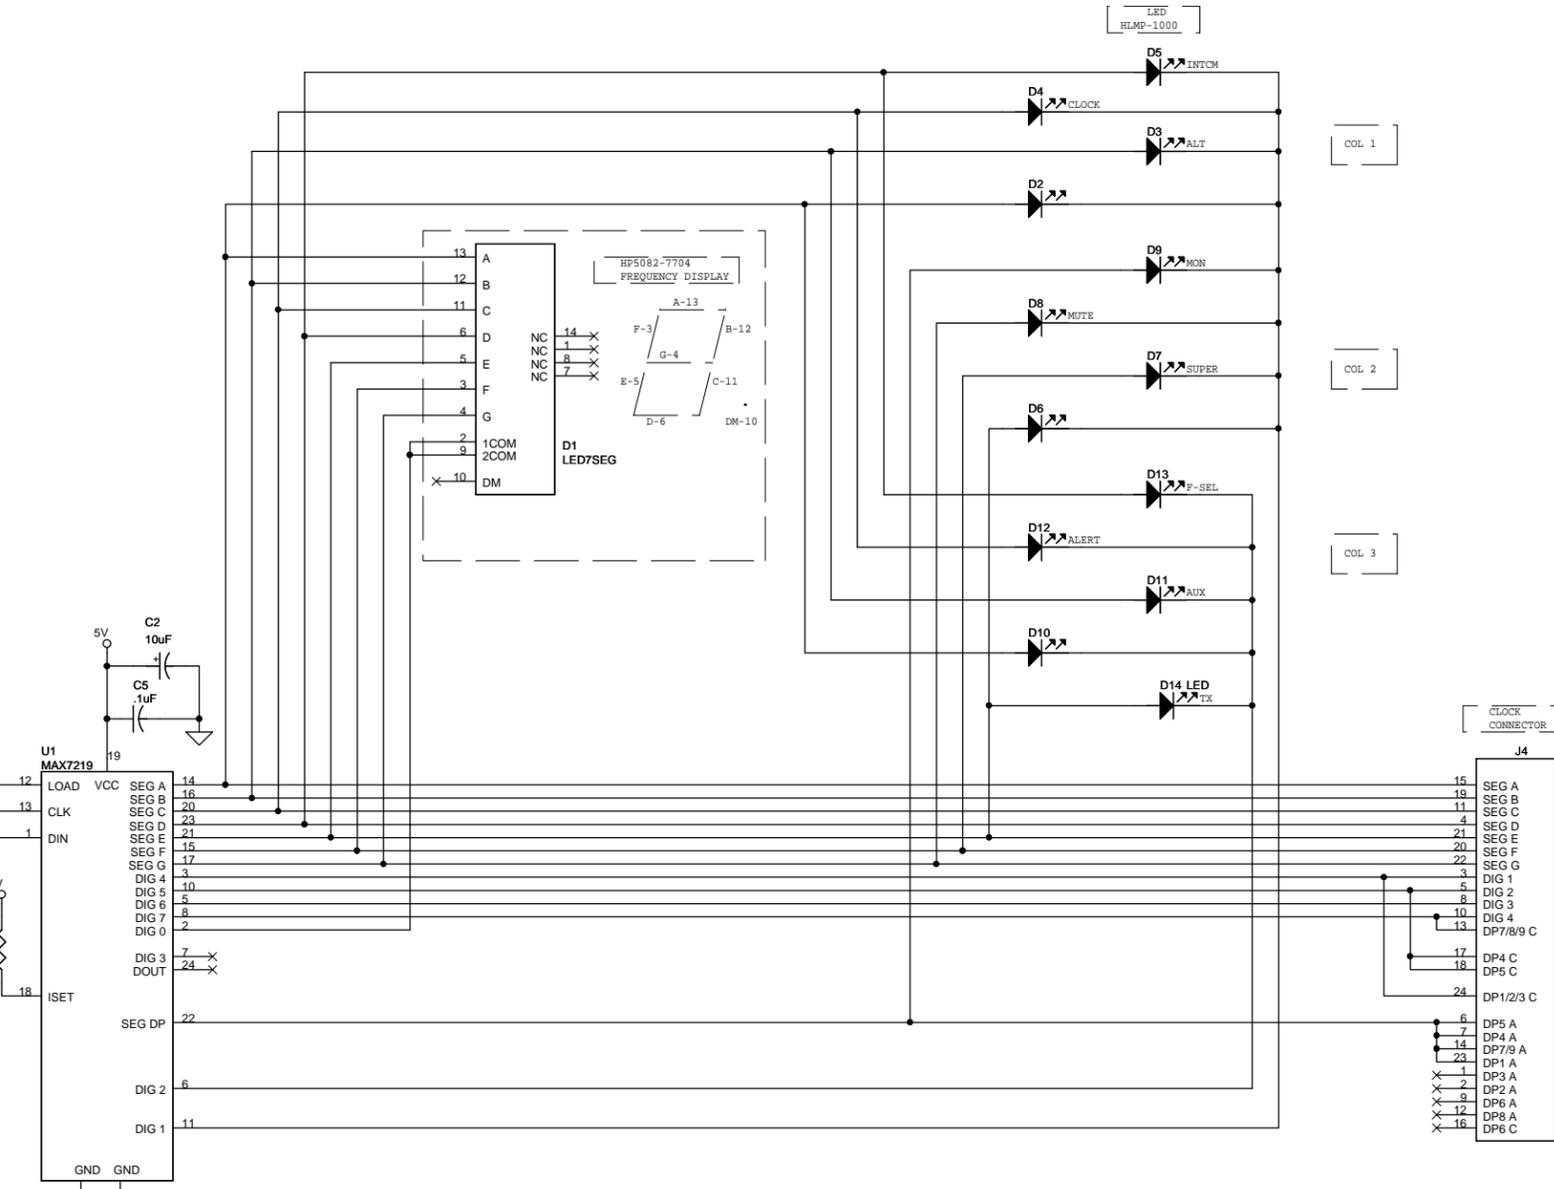 LED
HLMP-1000
D5
INTCM
D4
CLOCK
D3
ALT
COL 1
D2
D9
MON
D8
MUTE
D7
SUPER
COL 2
D6
D13
F-SEL
D12
ALERT
COL 3
D11
AUX
D10
D14 LED
TX
HP5082-7704
FREQUENCY DISPLAY
A-13
F-3
B-12
G-4
E-5
C-11
D-6
DM-10
13 A
12 B
11 C
6 D
5 E
3 F
4 G
2 1COM
9 2COM
10 DM
NC 14
NC 1
NC 8
NC 7
D1
LED7SEG
5V
C2
10uF
+
C5
.1uF
U1
MAX7219
19
VCC
12 LOAD
13 CLK
1 DIN
18 ISET
SEG A 14
SEG B 16
SEG C 20
SEG D 23
SEG E 21
SEG F 15
SEG G 17
DIG 4 3
DIG 5 10
DIG 6 5
DIG 7 8
DIG 0 2
DIG 3 7
DOUT 24
SEG DP 22
DIG 2 6
DIG 1 11
GND GND
CLOCK
CONNECTOR
J4
15 SEG A
19 SEG B
11 SEG C
4 SEG D
21 SEG E
20 SEG F
22 SEG G
3 DIG 1
5 DIG 2
8 DIG 3
10 DIG 4
13 DP7/8/9 C
17 DP4 C
18 DP5 C
24 DP1/2/3 C
6 DP5 A
7 DP4 A
14 DP7/9 A
23 DP1 A
1 DP3 A
2 DP2 A
9 DP6 A
12 DP8 A
16 DP6 C